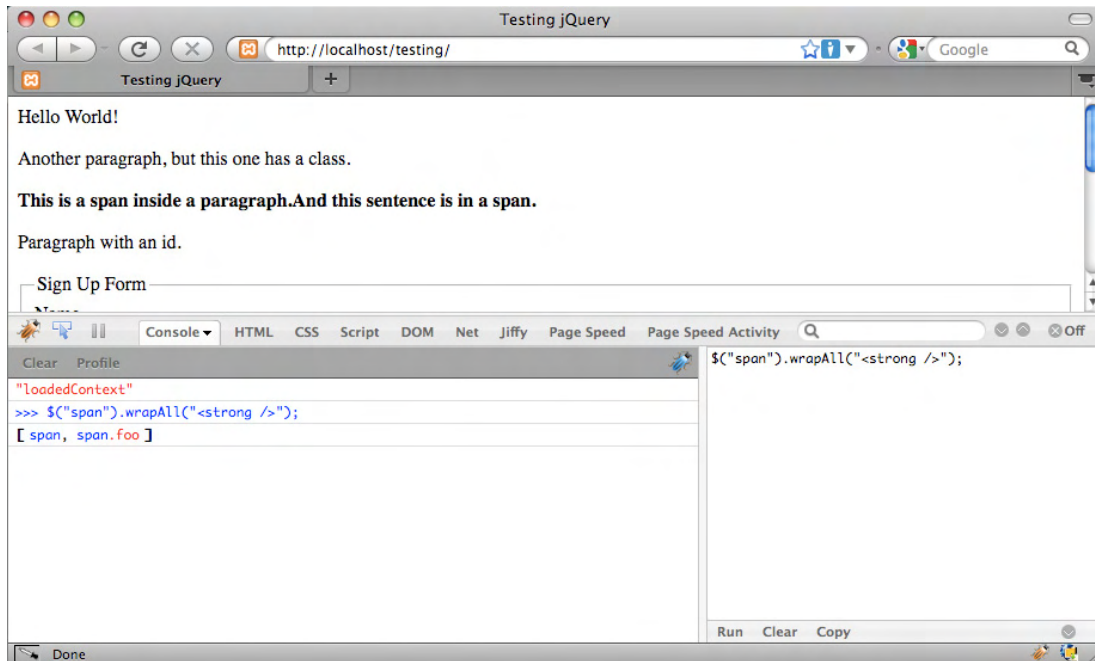 Testing jQuery
http://localhost/testing/
Google
Testing jQuery
+
Hello World!
Another paragraph, but this one has a class.
This is a span inside a paragraph.And this sentence is in a span.
Paragraph with an id.
Sign Up Form
Name
Console HTML CSS Script DOM Net Jiffy Page Speed Page Speed Activity Off
Clear Profile
"loadedContext"
>>> $("span").wrapAll("<strong />");
[ span, span.foo ]
$("span").wrapAll("<strong />");
Run Clear Copy
Done